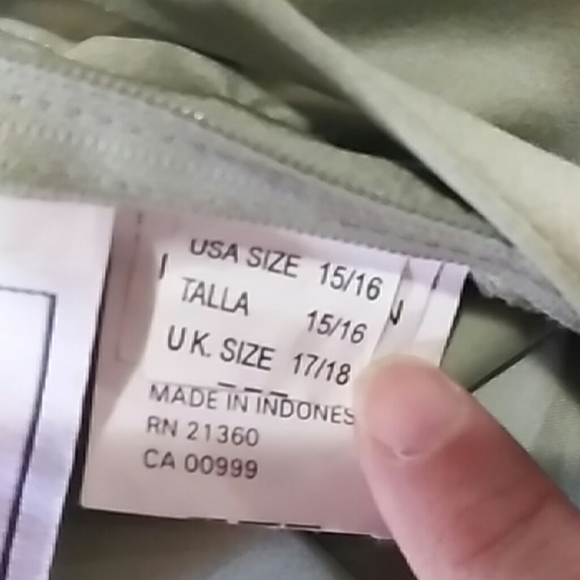 USA SIZE 15/16
TALLA 15/16
U K. SIZE 17/18
MADE IN INDONES
RN 21360
CA 00999